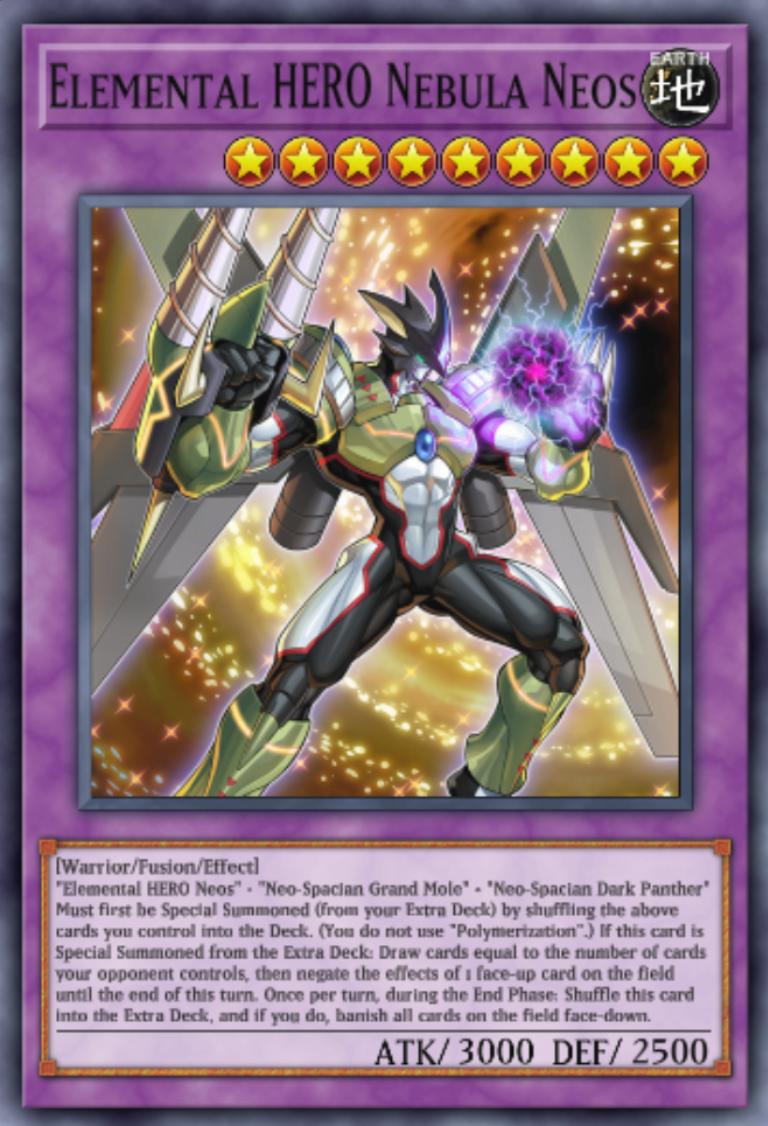 ELEMENTAL HERO NEBULA NEOS
EARTH
地
[Warrior/Fusion/Effect]
"Elemental HERO Neos" + "Neo-Spacian Grand Mole" + "Neo-Spacian Dark Panther"
Must first be Special Summoned (from your Extra Deck) by shuffling the above
cards you control into the Deck. (You do not use "Polymerization".) If this card is
Special Summoned from the Extra Deck: Draw cards equal to the number of cards
your opponent controls, then negate the effects of 1 face-up card on the field
until the end of this turn. Once per turn, during the End Phase: Shuffle this card
into the Extra Deck, and if you do, banish all cards on the field face-down.
ATK/ 3000 DEF/ 2500